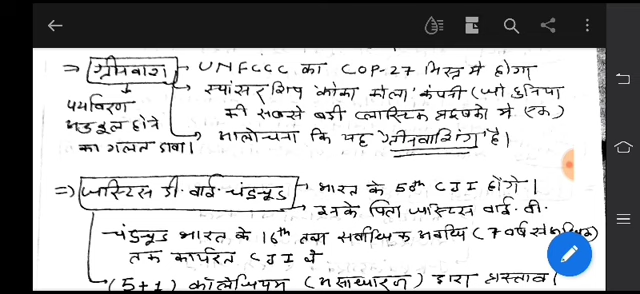 ⇒ ग्रीनवाश → UNFCCC का COP-27 मिस्र में होगा
↓ → स्पांसरशिप 'कोका कोला' कंपनी (जो दुनिया
पर्यावरण की सबसे बड़ी प्लास्टिक प्रदूषकों में एक)
अनुकूल होने → आलोचना कि यह 'ग्रीनवाशिंग' है।
का गलत दावा।
⇒ जस्टिस डी. वाई. चंद्रचूड़ → भारत के 50th CJI होंगे।
→ इनके पिता जस्टिस वाई. वी.
चंद्रचूड़ भारत के 16th तथा सर्वाधिक अवधि (7 वर्ष से अधिक)
तक कार्यरत CJI थे
(5+1) कॉलेजियम (असाधारण) द्वारा प्रस्ताव।